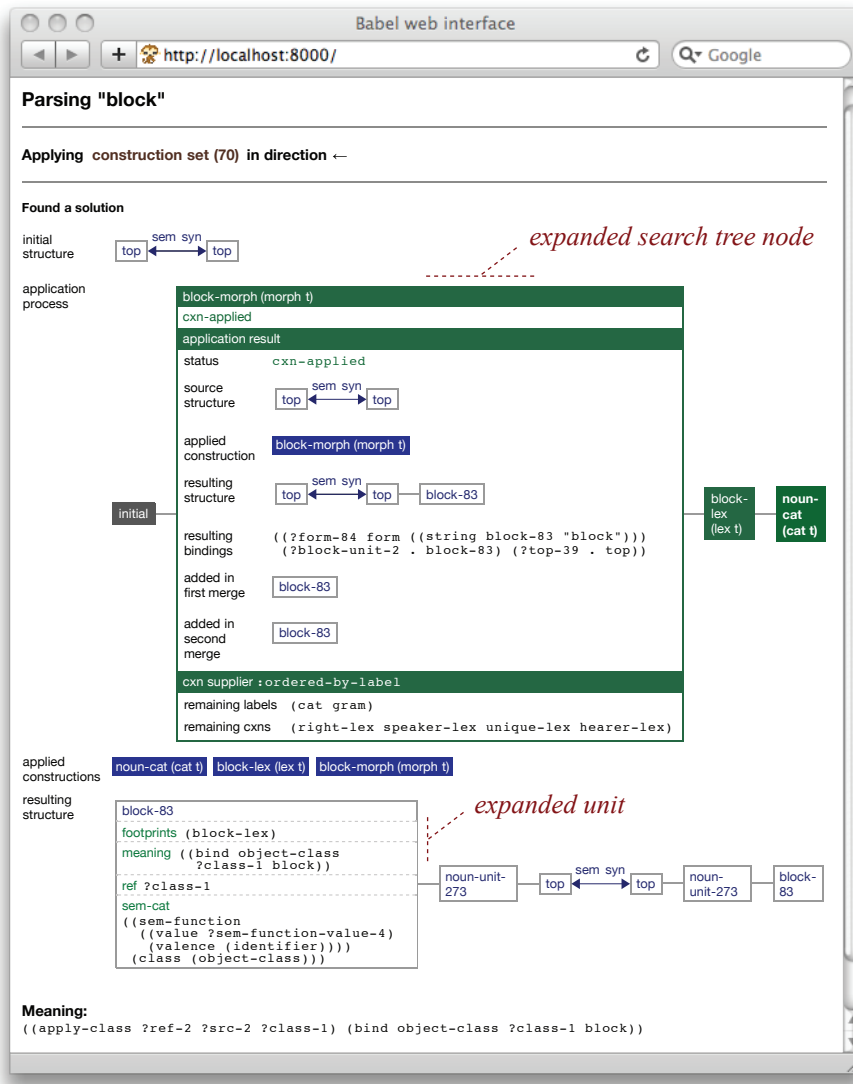 Babel web interface
http://localhost:8000/
Google
Parsing "block"
Applying construction set (70) in direction ←
Found a solution
initial
structure
top
sem syn
top
expanded search tree node
application
process
initial
block-morph (morph t)
cxn-applied
application result
status
cxn-applied
source
structure
top
sem syn
top
applied
construction
block-morph (morph t)
resulting
structure
top
sem syn
top
block-83
resulting
bindings
((?form-84 form ((string block-83 "block")))
(?block-unit-2 . block-83) (?top-39 . top))
added in
first merge
block-83
added in
second
merge
block-83
cxn supplier :ordered-by-label
remaining labels (cat gram)
remaining cxns (right-lex speaker-lex unique-lex hearer-lex)
block-
lex
(lex t)
noun-
cat
(cat t)
applied
constructions
noun-cat (cat t)
block-lex (lex t)
block-morph (morph t)
resulting
structure
block-83
footprints (block-lex)
meaning ((bind object-class
?class-1 block))
ref ?class-1
sem-cat
((sem-function
((value ?sem-function-value-4)
(valence (identifier))))
(class (object-class)))
expanded unit
noun-unit-
273
top
sem syn
top
noun-
unit-273
block-
83
Meaning:
((apply-class ?ref-2 ?src-2 ?class-1) (bind object-class ?class-1 block))